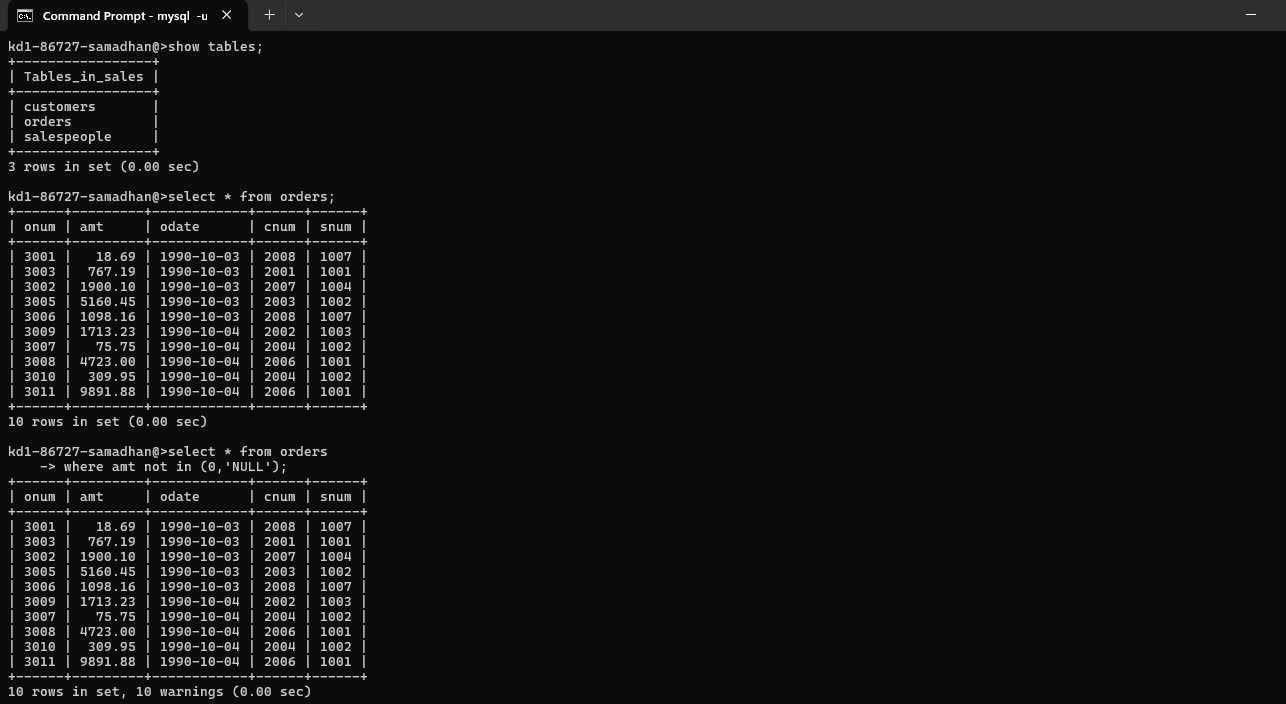 Command Prompt - mysql -u
kd1-86727-samadhan@>show tables;
+-----------------+
| Tables_in_sales |
+-----------------+
| customers       |
| orders          |
| salespeople     |
+-----------------+
3 rows in set (0.00 sec)
kd1-86727-samadhan@>select * from orders;
+------+---------+------------+------+------+
| onum | amt     | odate      | cnum | snum |
+------+---------+------------+------+------+
| 3001 |   18.69 | 1990-10-03 | 2008 | 1007 |
| 3003 |  767.19 | 1990-10-03 | 2001 | 1001 |
| 3002 | 1900.10 | 1990-10-03 | 2007 | 1004 |
| 3005 | 5160.45 | 1990-10-03 | 2003 | 1002 |
| 3006 | 1098.16 | 1990-10-03 | 2008 | 1007 |
| 3009 | 1713.23 | 1990-10-04 | 2002 | 1003 |
| 3007 |   75.75 | 1990-10-04 | 2004 | 1002 |
| 3008 | 4723.00 | 1990-10-04 | 2006 | 1001 |
| 3010 |  309.95 | 1990-10-04 | 2004 | 1002 |
| 3011 | 9891.88 | 1990-10-04 | 2006 | 1001 |
+------+---------+------------+------+------+
10 rows in set (0.00 sec)
kd1-86727-samadhan@>select * from orders
    -> where amt not in (0,'NULL');
+------+---------+------------+------+------+
| onum | amt     | odate      | cnum | snum |
+------+---------+------------+------+------+
| 3001 |   18.69 | 1990-10-03 | 2008 | 1007 |
| 3003 |  767.19 | 1990-10-03 | 2001 | 1001 |
| 3002 | 1900.10 | 1990-10-03 | 2007 | 1004 |
| 3005 | 5160.45 | 1990-10-03 | 2003 | 1002 |
| 3006 | 1098.16 | 1990-10-03 | 2008 | 1007 |
| 3009 | 1713.23 | 1990-10-04 | 2002 | 1003 |
| 3007 |   75.75 | 1990-10-04 | 2004 | 1002 |
| 3008 | 4723.00 | 1990-10-04 | 2006 | 1001 |
| 3010 |  309.95 | 1990-10-04 | 2004 | 1002 |
| 3011 | 9891.88 | 1990-10-04 | 2006 | 1001 |
+------+---------+------------+------+------+
10 rows in set, 10 warnings (0.00 sec)